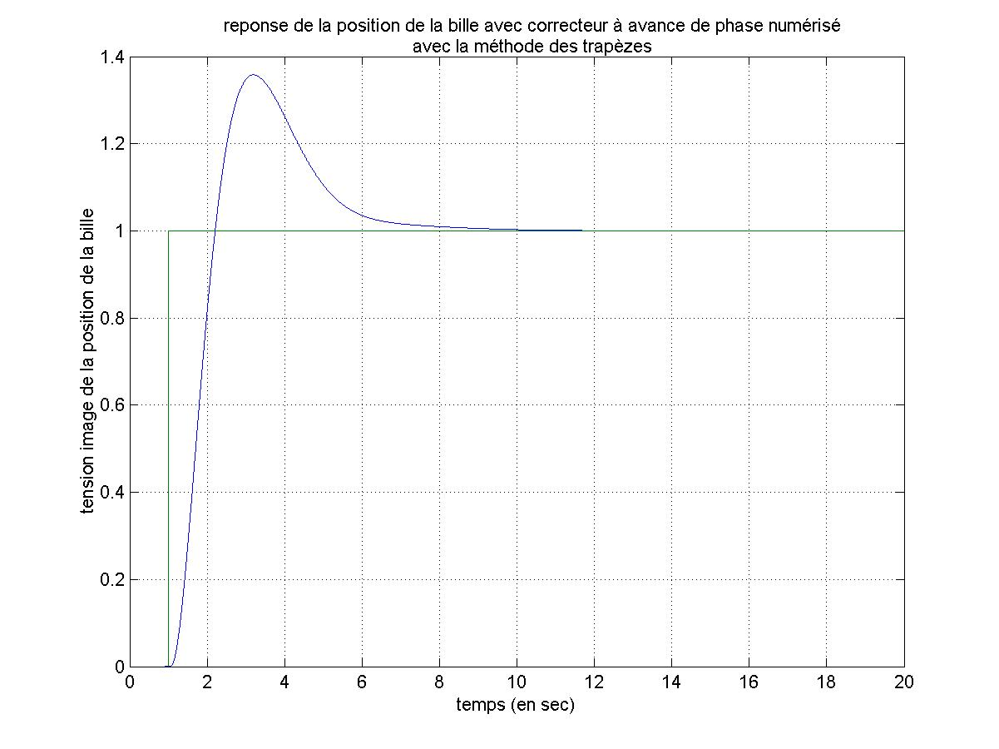 reponse de la position de la bille avec correcteur à avance de phase numérisé
avec la méthode des trapèzes
1.4
1.2
1
0.8
0.6
0.4
0.2
0
tension image de la position de la bille
0 2 4 6 8 10 12 14 16 18 20
temps (en sec)